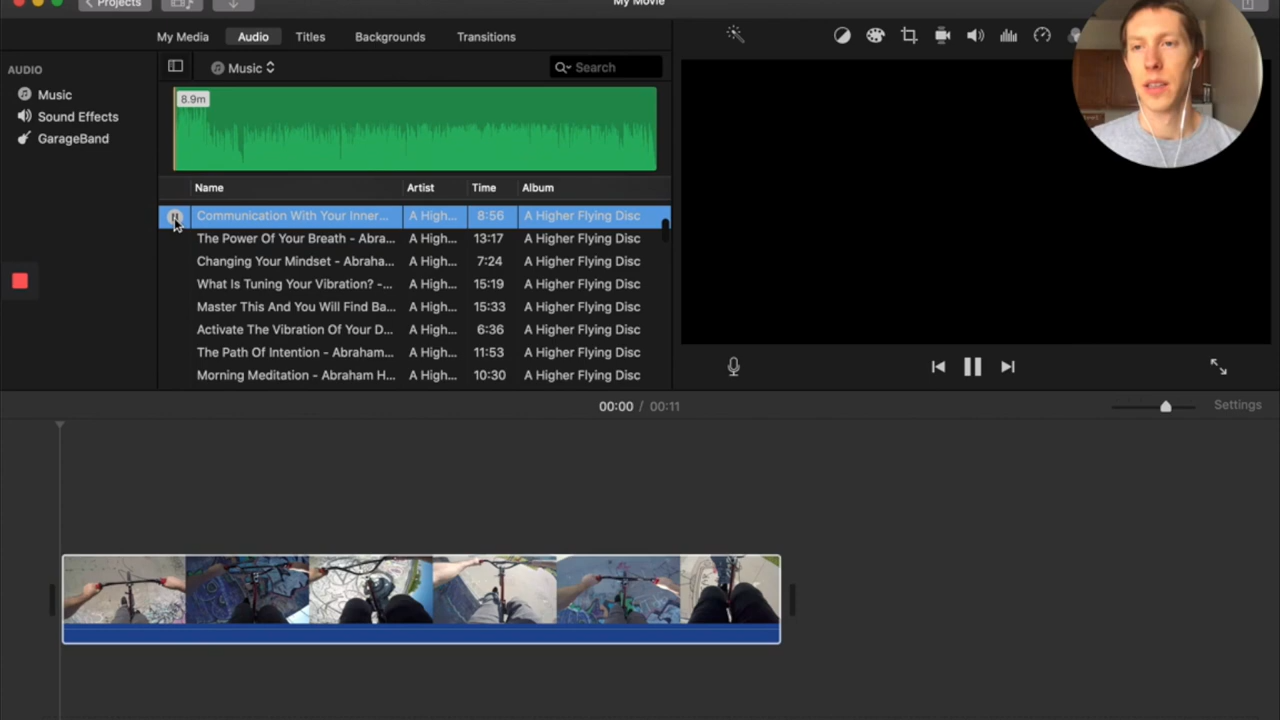 Projects
My Movie
My Media Audio Titles Backgrounds Transitions
AUDIO
Music
Sound Effects
GarageBand
Music
Search
8.9m
Name Artist Time Album
Communication With Your Inner... A High... 8:56 A Higher Flying Disc
The Power Of Your Breath - Abra... A High... 13:17 A Higher Flying Disc
Changing Your Mindset - Abraha... A High... 7:24 A Higher Flying Disc
What Is Tuning Your Vibration? -... A High... 15:19 A Higher Flying Disc
Master This And You Will Find Ba... A High... 15:33 A Higher Flying Disc
Activate The Vibration Of Your D... A High... 6:36 A Higher Flying Disc
The Path Of Intention - Abraham... A High... 11:53 A Higher Flying Disc
Morning Meditation - Abraham H... A High... 10:30 A Higher Flying Disc
00:00 / 00:11
Settings